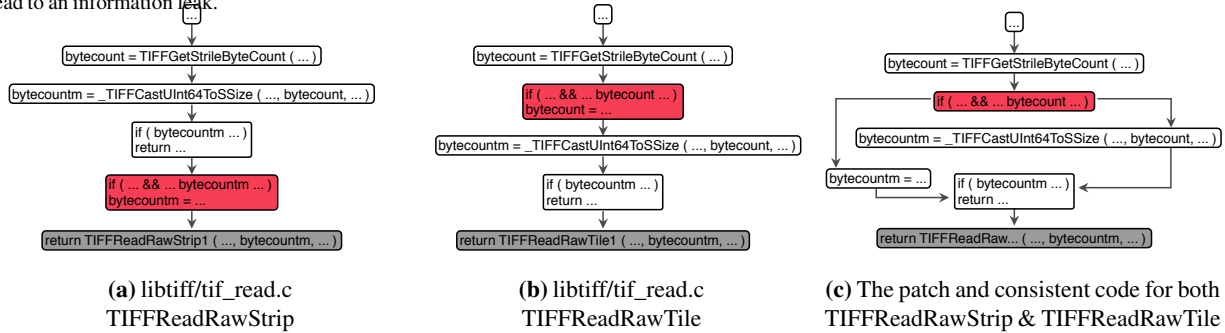 ead to an information leak.
...
bytecount = TIFFGetStrileByteCount ( ... )
bytecountm = _TIFFCastUInt64ToSSize ( ..., bytecount, ... )
if ( bytecountm ... )
return ...
if ( ... && ... bytecountm ... )
bytecountm = ...
return TIFFReadRawStrip1 ( ..., bytecountm, ... )
(a) libtiff/tif_read.c
TIFFReadRawStrip
...
bytecount = TIFFGetStrileByteCount ( ... )
if ( ... && ... bytecount ... )
bytecount = ...
bytecountm = _TIFFCastUInt64ToSSize ( ..., bytecount, ... )
if ( bytecountm ... )
return ...
return TIFFReadRawTile1 ( ..., bytecountm, ... )
(b) libtiff/tif_read.c
TIFFReadRawTile
...
bytecount = TIFFGetStrileByteCount ( ... )
if ( ... && ... bytecount ... )
bytecountm = _TIFFCastUInt64ToSSize ( ..., bytecount, ... )
bytecountm = ...
if ( bytecountm ... )
return ...
return TIFFReadRaw... ( ..., bytecountm, ... )
(c) The patch and consistent code for both
TIFFReadRawStrip & TIFFReadRawTile